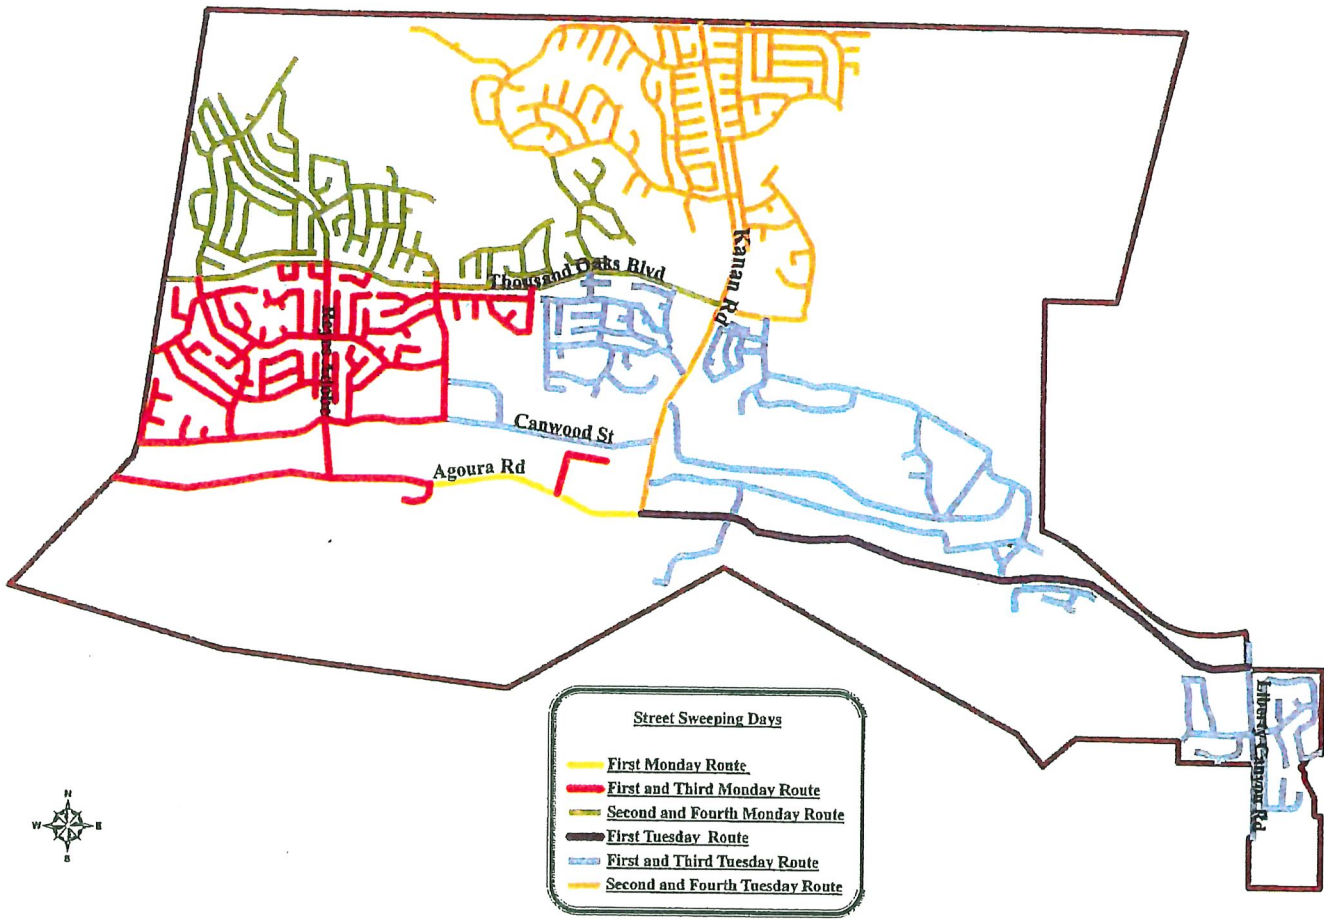 Kanan Rd
Thousand Oaks Blvd
Canwood St
Agoura Rd
Liberty Canyon Rd
Street Sweeping Days
First Monday Route
First and Third Monday Route
Second and Fourth Monday Route
First Tuesday Route
First and Third Tuesday Route
Second and Fourth Tuesday Route
N
W E
S